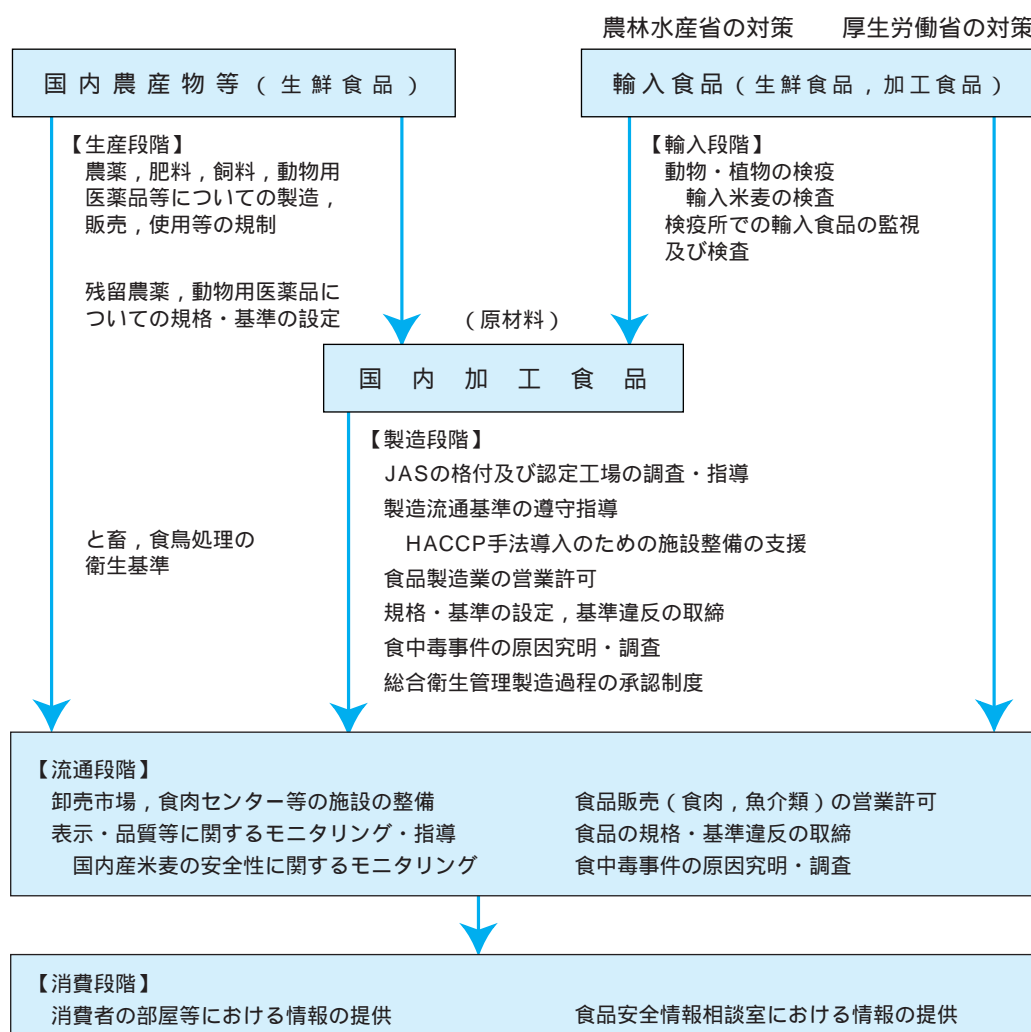 農林水産省の対策 厚生労働省の対策
国内農産物等(生鮮食品)
輸入食品(生鮮食品,加工食品)
【生産段階】
農薬,肥料,飼料,動物用
医薬品等についての製造,
販売,使用等の規制
残留農薬,動物用医薬品に
ついての規格・基準の設定
と畜,食鳥処理の
衛生基準
【輸入段階】
動物・植物の検疫
輸入米麦の検査
検疫所での輸入食品の監視
及び検査
(原材料)
国内加工食品
【製造段階】
JASの格付及び認定工場の調査・指導
製造流通基準の遵守指導
HACCP手法導入のための施設整備の支援
食品製造業の営業許可
規格・基準の設定,基準違反の取締
食中毒事件の原因究明・調査
総合衛生管理製造過程の承認制度
【流通段階】
卸売市場,食肉センター等の施設の整備
表示・品質等に関するモニタリング・指導
国内産米麦の安全性に関するモニタリング
食品販売(食肉,魚介類)の営業許可
食品の規格・基準違反の取締
食中毒事件の原因究明・調査
【消費段階】
消費者の部屋等における情報の提供
食品安全情報相談室における情報の提供